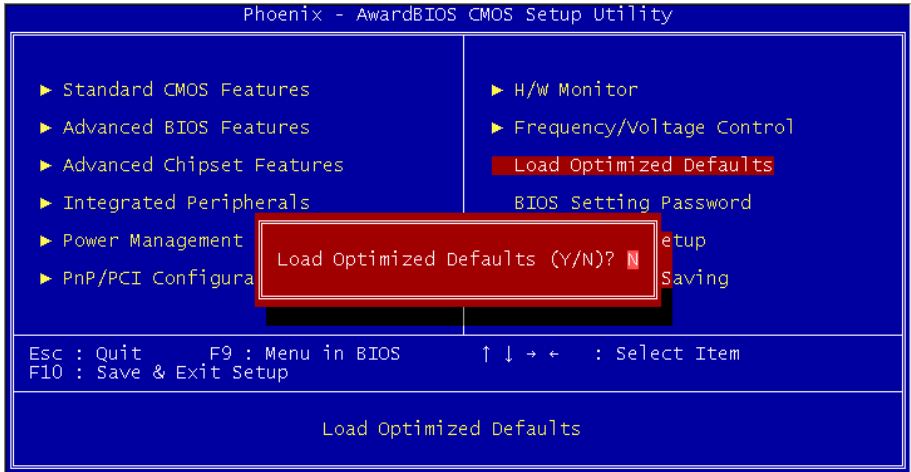 Phoenix - AwardBIOS CMOS Setup Utility
► Standard CMOS Features
► Advanced BIOS Features
► Advanced Chipset Features
► Integrated Peripherals
► Power Management
► PnP/PCI Configura
► H/W Monitor
► Frequency/Voltage Control
Load Optimized Defaults
BIOS Setting Password
etup
Saving
Load Optimized Defaults (Y/N)? N
Esc : Quit F9 : Menu in BIOS ↑ ↓ → ← : Select Item
F10 : Save & Exit Setup
Load Optimized Defaults